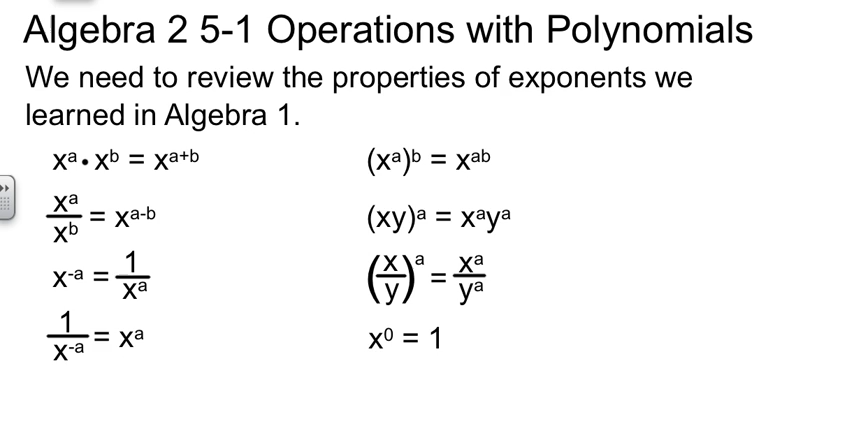 Algebra 2 5-1 Operations with Polynomials
We need to review the properties of exponents we
learned in Algebra 1.
xᵃ • xᵇ = xᵃ⁺ᵇ
(xᵃ)ᵇ = xᵃᵇ
xᵃ/xᵇ = xᵃ⁻ᵇ
(xy)ᵃ = xᵃyᵃ
x⁻ᵃ = 1/xᵃ
(x/y)ᵃ = xᵃ/yᵃ
1/x⁻ᵃ = xᵃ
x⁰ = 1